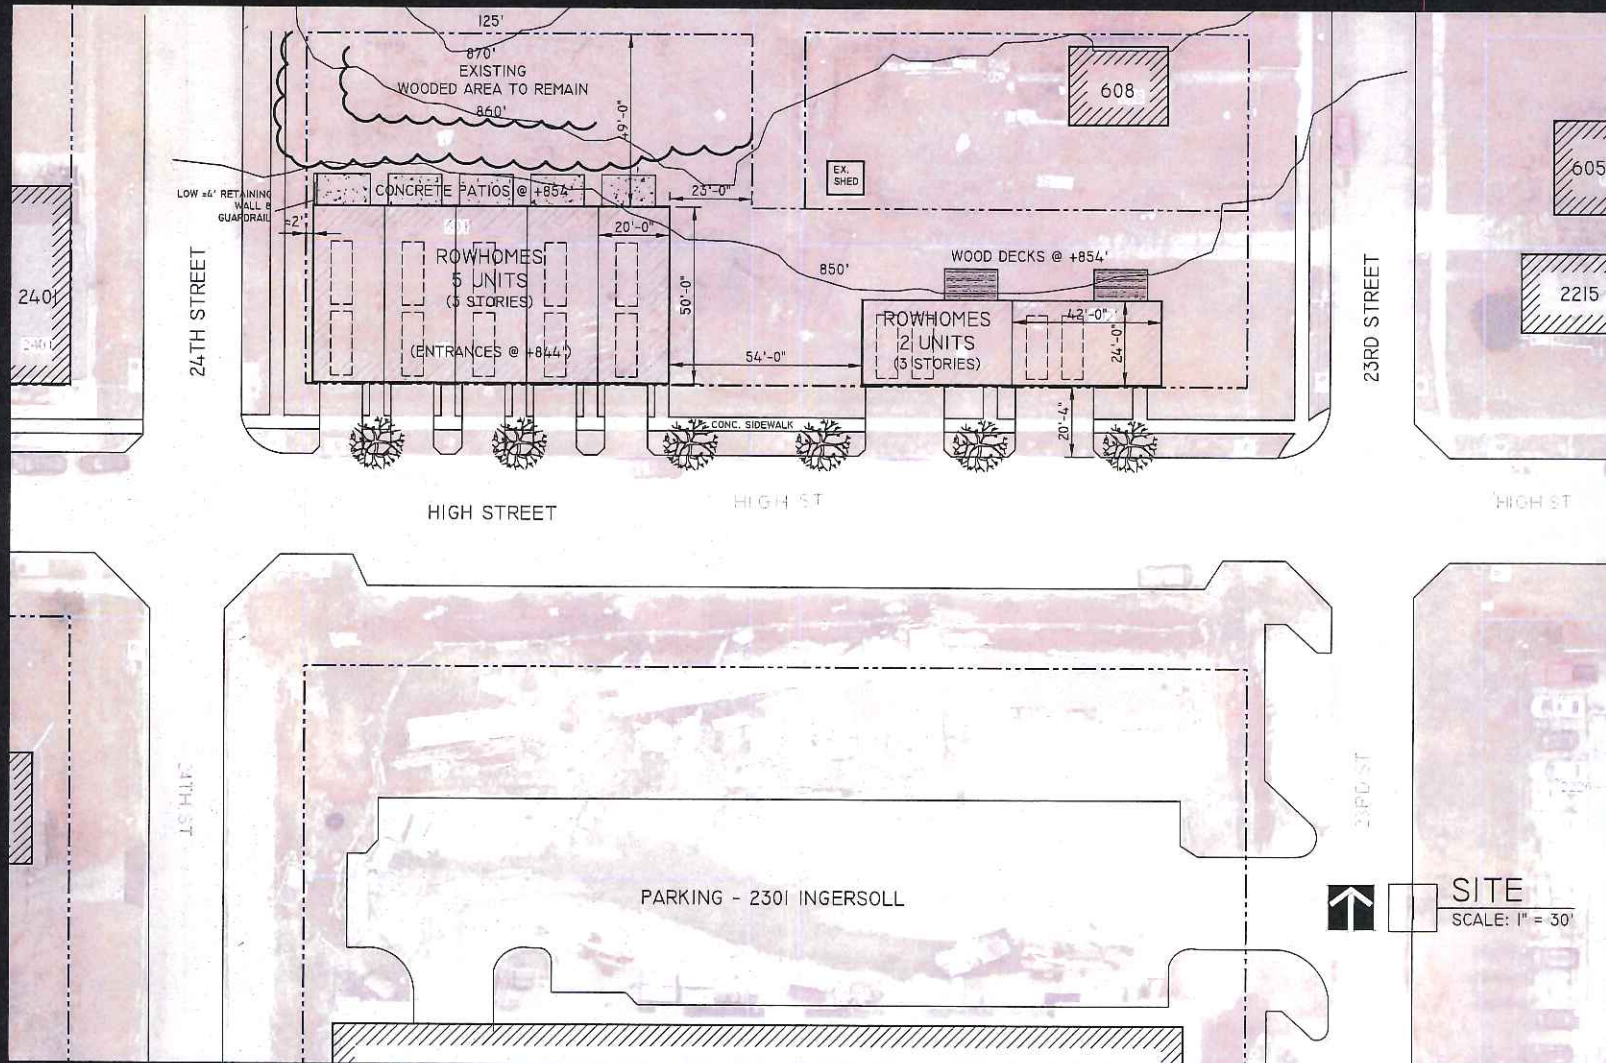 125'
870'
EXISTING
WOODED AREA TO REMAIN
860'
49'-0"
608
605
EX.
SHED
LOW ≈4' RETAINING
WALL &
GUARDRAIL
CONCRETE PATIOS @ +854'
23'-0"
≈2'
20'-0"
ROWHOMES
5 UNITS
(3 STORIES)
(ENTRANCES @ +844')
50'-0"
54'-0"
850'
WOOD DECKS @ +854'
ROWHOMES
2 UNITS
(3 STORIES)
42'-0"
24'-0"
20'-4"
2401
2401
24TH STREET
23RD STREET
2215
CONC. SIDEWALK
HIGH STREET
HIGH ST
HIGH ST
24TH ST
23RD ST
PARKING - 2301 INGERSOLL
SITE
SCALE: 1" = 30'